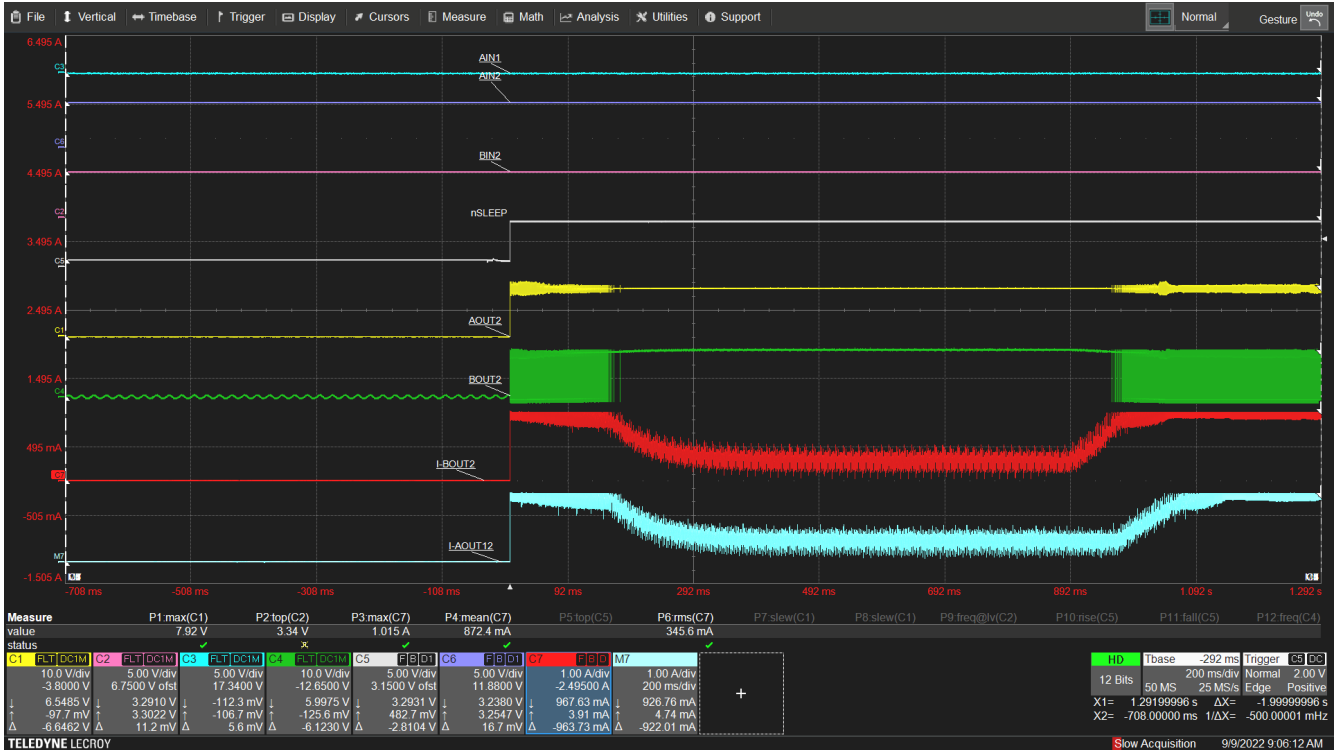 File Vertical Timebase Trigger Display Cursors Measure Math Analysis Utilities Support Normal Gesture Undo
6.495 A
C3
AIN1
AIN2
5.495 A
C6
BIN2
4.495 A
C2
nSLEEP
3.495 A
C5
2.495 A
AOUT2
C1
BOUT2
1.495 A
C4
495 mA
I-BOUT2
C7
-505 mA
I-AOUT12
M7
-1.505 A
-708 ms -508 ms -308 ms -108 ms 92 ms 292 ms 492 ms 692 ms 892 ms 1.092 s 1.292 s
Measure P1:max(C1) P2:top(C2) P3:max(C7) P4:mean(C7) P5:top(C5) P6:rms(C7) P7:slew(C1) P8:slew(C1) P9:freq@lv(C2) P10:rise(C5) P11:fall(C5) P12:freq(C4)
value 7.92 V 3.34 V 1.015 A 872.4 mA 345.6 mA
status
C1 FLT DC1M C2 FLT DC1M C3 FLT DC1M C4 FLT DC1M C5 F B D1 C6 F B D1 C7 F B D M7 HD Tbase -292 ms Trigger C5 DC
10.0 V/div 5.00 V/div 5.00 V/div 10.0 V/div 5.00 V/div 5.00 V/div 1.00 A/div 1.00 A/div 12 Bits 200 ms/div Normal 2.00 V
-3.8000 V 6.7500 V ofst 17.3400 V -12.6500 V 3.1500 V ofst 11.8800 V -2.49500 A 200 ms/div 50 MS 25 MS/s Edge Positive
↓ 6.5485 V ↓ 3.2910 V ↓ -112.3 mV ↓ 5.9975 V ↓ 3.2931 V ↓ 3.2380 V ↓ 967.63 mA ↓ 926.76 mA X1= 1.29199996 s ΔX= -1.99999996 s
↑ -97.7 mV ↑ 3.3022 V ↑ -106.7 mV ↑ -125.6 mV ↑ 482.7 mV ↑ 3.2547 V ↑ 3.91 mA ↑ 4.74 mA X2= -708.00000 ms 1/ΔX= -500.00001 mHz
Δ -6.6462 V Δ 11.2 mV Δ 5.6 mV Δ -6.1230 V Δ -2.8104 V Δ 16.7 mV Δ -963.73 mA Δ -922.01 mA
TELEDYNE LECROY Slow Acquisition 9/9/2022 9:06:12 AM